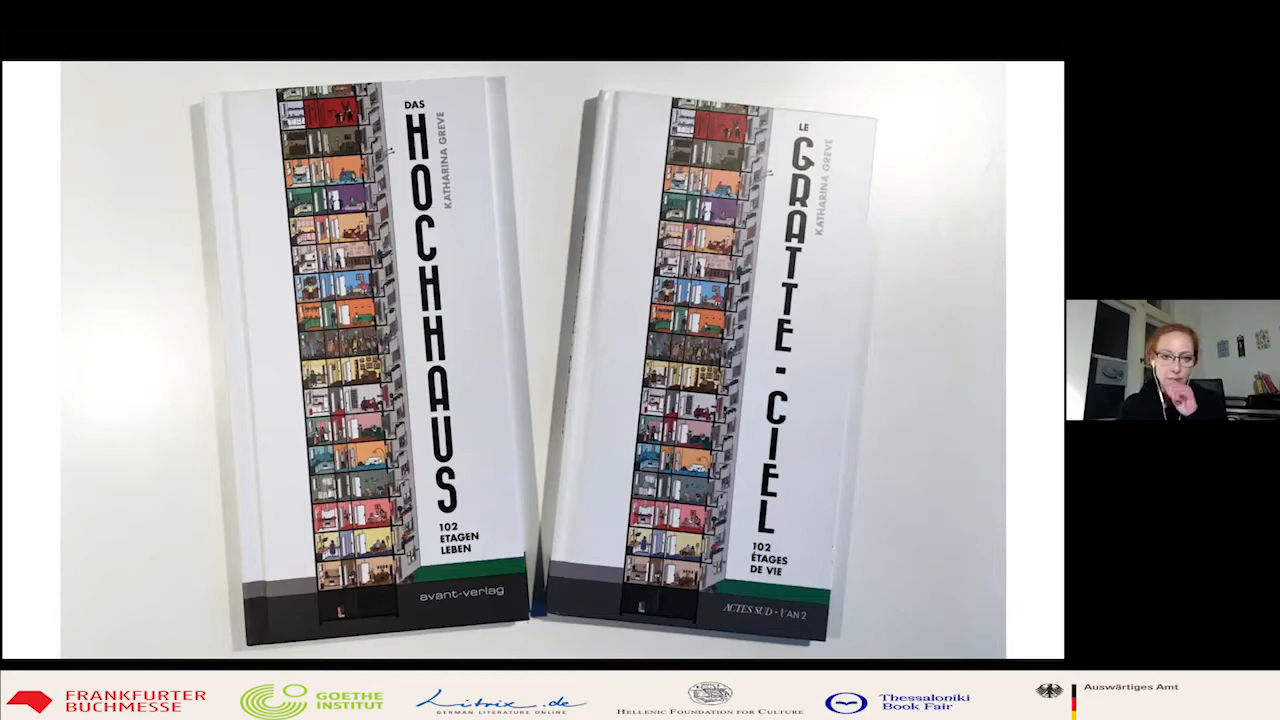 DAS
HOCHHAUS
KATHARINA GREVE
102
ETAGEN
LEBEN
avant-verlag
LE
GRATTE-CIEL
KATHARINA GREVE
102
ÉTAGES
DE VIE
ACTES SUD - l'AN 2
FRANKFURTER
BUCHMESSE
GOETHE
INSTITUT
Litrix.de
GERMAN LITERATURE ONLINE
HELLENIC FOUNDATION FOR CULTURE
Thessaloniki
Book Fair
Auswärtiges Amt